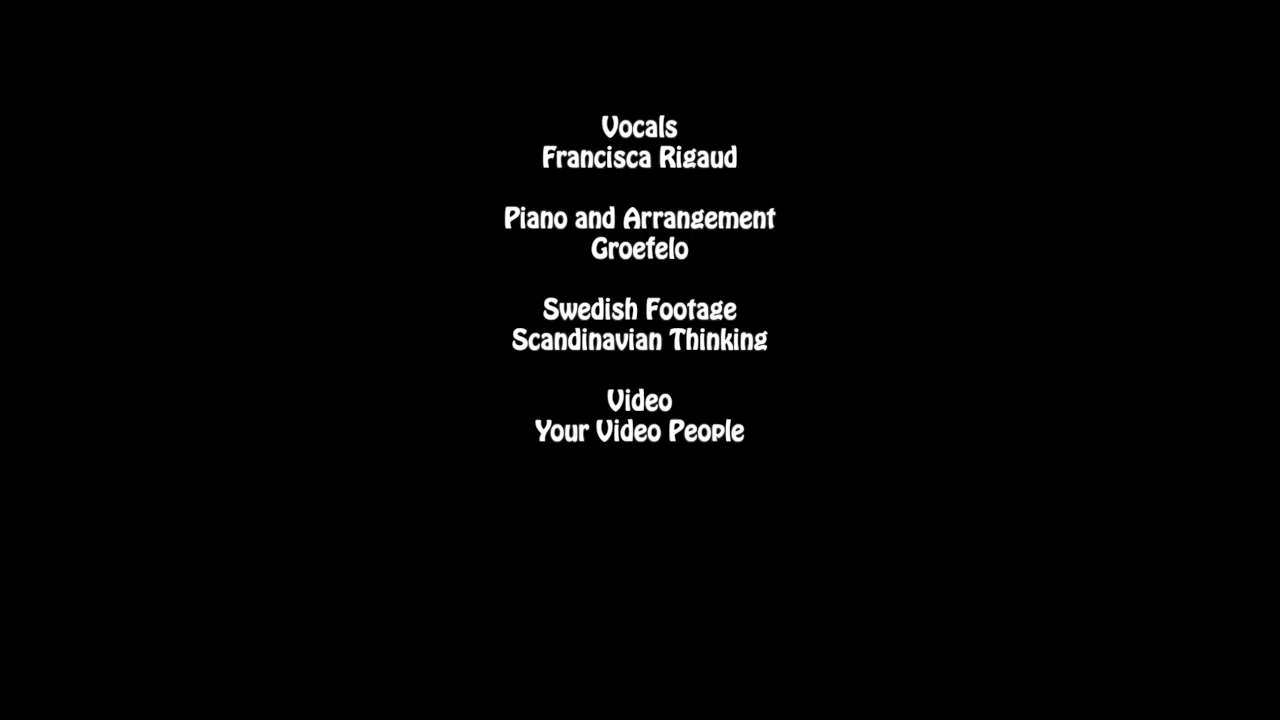 Vocals
Francisca Rigaud
Piano and Arrangement
Groefelo
Swedish Footage
Scandinavian Thinking
Video
Your Video People